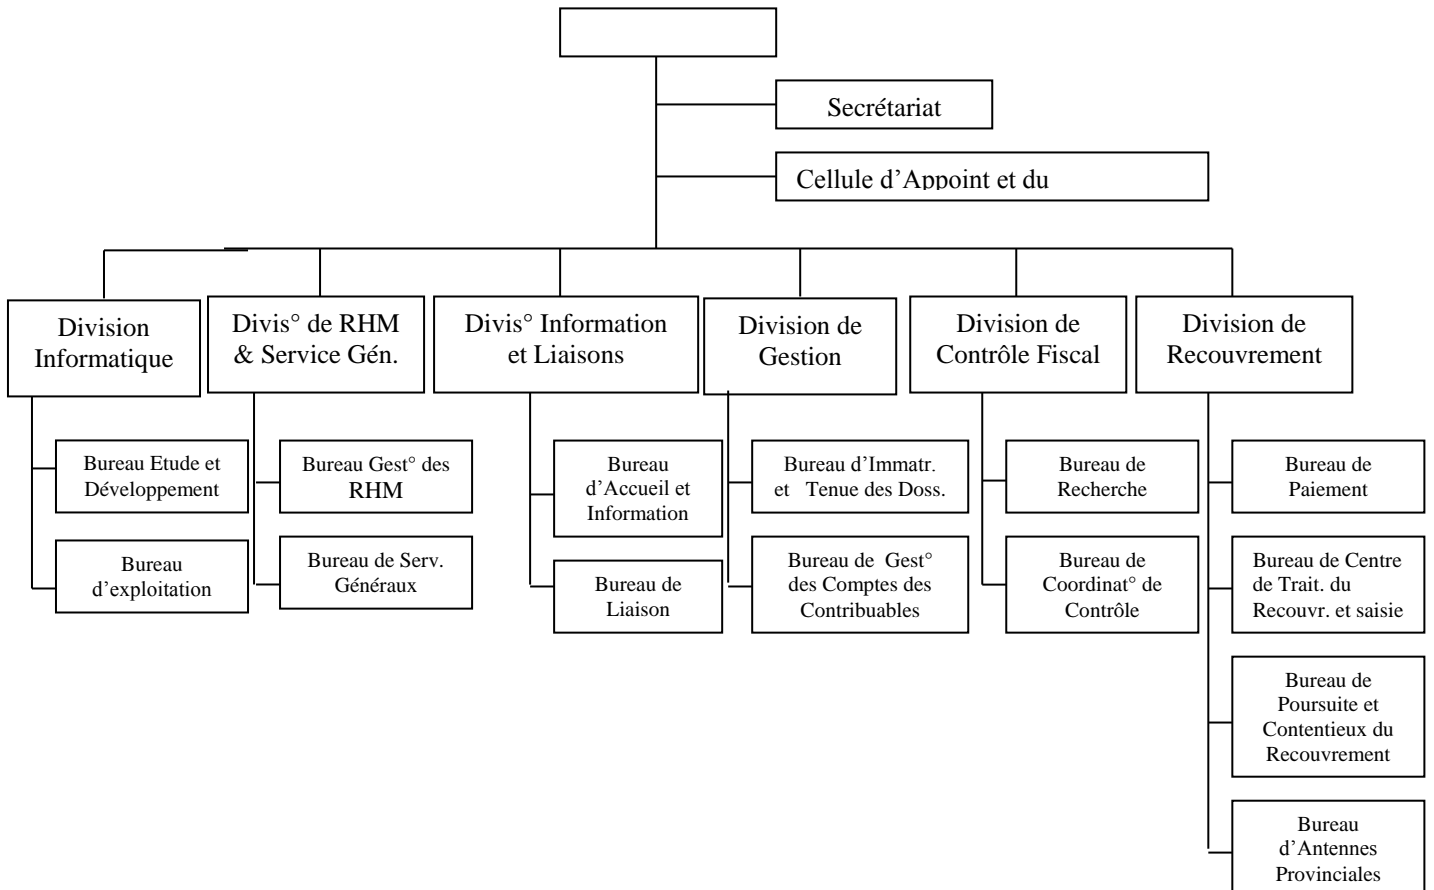 Secrétariat
Cellule d’Appoint et du
Division
Informatique
Divis° de RHM
& Service Gén.
Divis° Information
et Liaisons
Division de
Gestion
Division de
Contrôle Fiscal
Division de
Recouvrement
Bureau Etude et
Développement
Bureau
d’exploitation
Bureau Gest° des
RHM
Bureau de Serv.
Généraux
Bureau
d’Accueil et
Information
Bureau de
Liaison
Bureau d’Immatr.
et Tenue des Doss.
Bureau de Gest°
des Comptes des
Contribuables
Bureau de
Recherche
Bureau de
Coordinat° de
Contrôle
Bureau de
Paiement
Bureau de Centre
de Trait. du
Recouvr. et saisie
Bureau de
Poursuite et
Contentieux du
Recouvrement
Bureau
d’Antennes
Provinciales